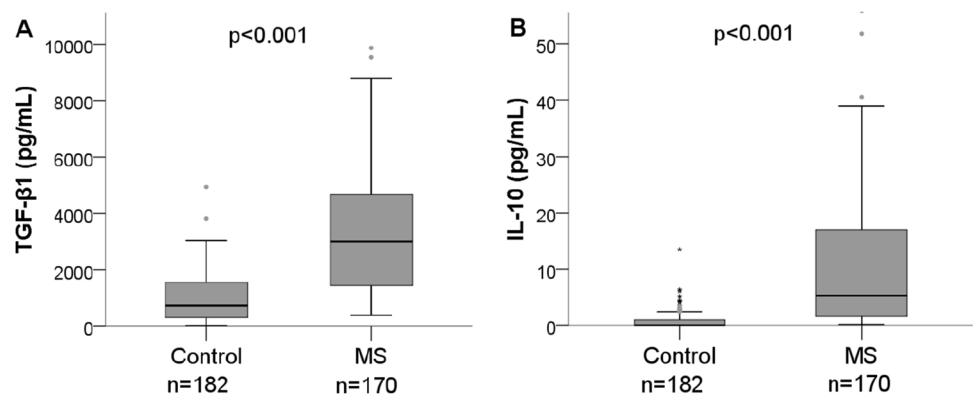 A
p<0.001
TGF-β1 (pg/mL)
10000
8000
6000
4000
2000
0
Control
MS
n=182
n=170
B
p<0.001
IL-10 (pg/mL)
50
40
30
20
10
0
Control
MS
n=182
n=170